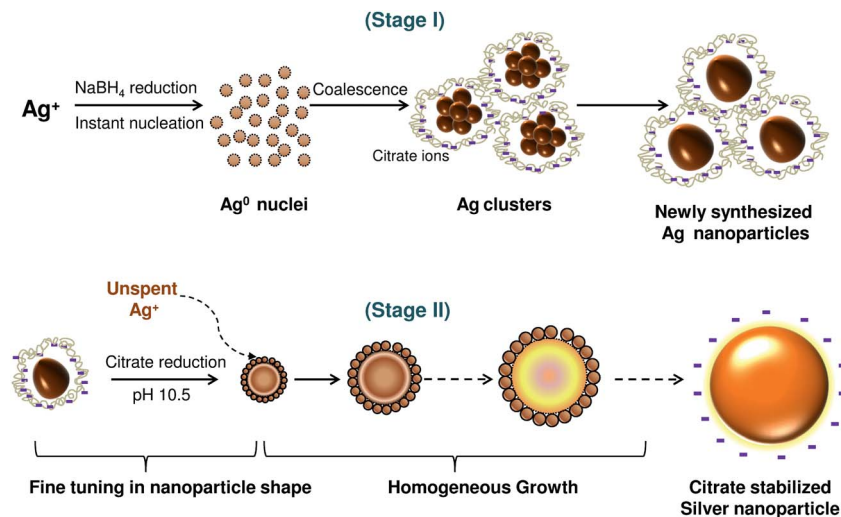 (Stage I)
Ag⁺
NaBH₄ reduction
Instant nucleation
Coalescence
Citrate ions
Ag⁰ nuclei
Ag clusters
Newly synthesized
Ag nanoparticles
Unspent
Ag⁺
(Stage II)
Citrate reduction
pH 10.5
Fine tuning in nanoparticle shape
Homogeneous Growth
Citrate stabilized
Silver nanoparticle